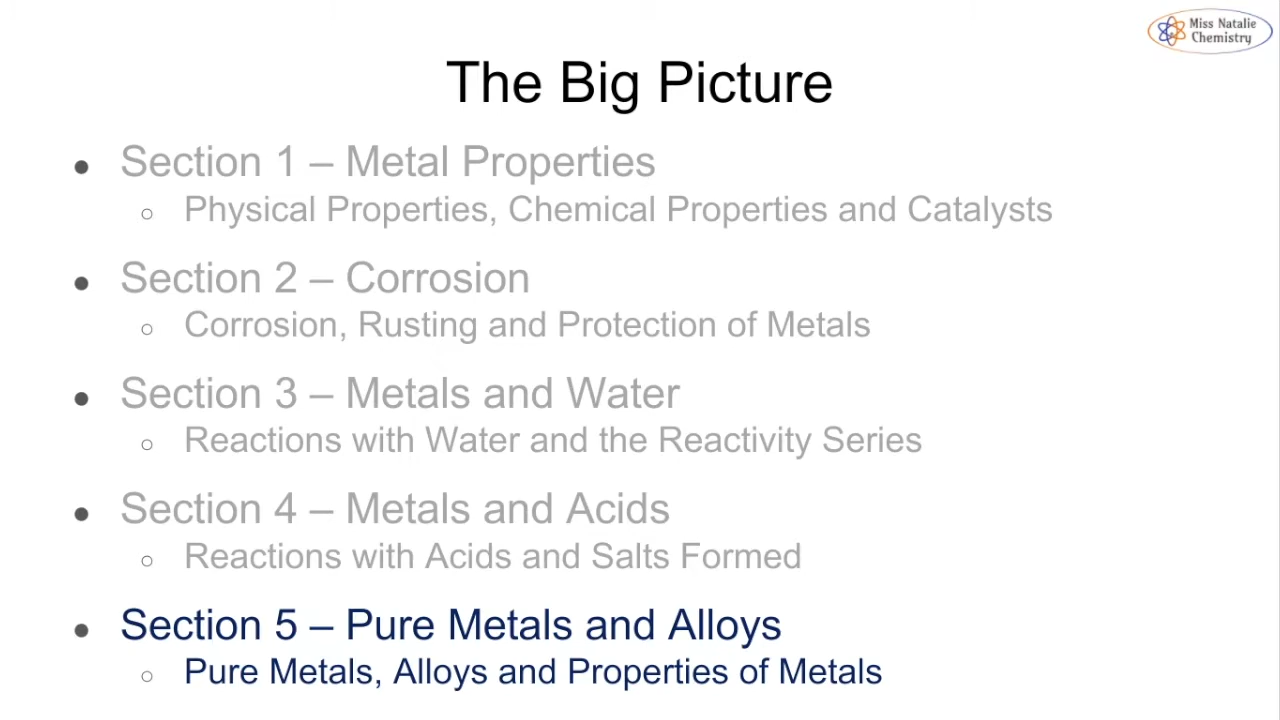 Miss Natalie
Chemistry
The Big Picture
● Section 1 – Metal Properties
○ Physical Properties, Chemical Properties and Catalysts
● Section 2 – Corrosion
○ Corrosion, Rusting and Protection of Metals
● Section 3 – Metals and Water
○ Reactions with Water and the Reactivity Series
● Section 4 – Metals and Acids
○ Reactions with Acids and Salts Formed
● Section 5 – Pure Metals and Alloys
○ Pure Metals, Alloys and Properties of Metals